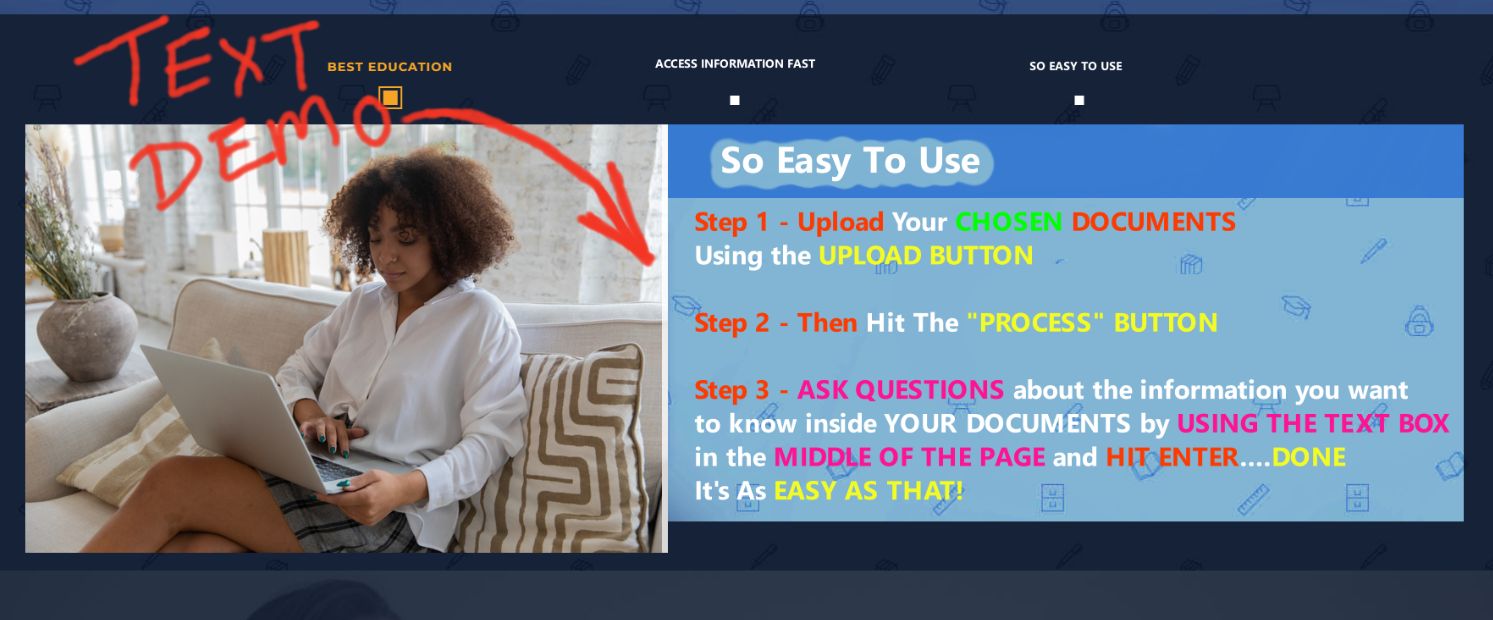 TEXT
DEMO
BEST EDUCATION
ACCESS INFORMATION FAST
SO EASY TO USE
So Easy To Use
Step 1 - Upload Your CHOSEN DOCUMENTS
Using the UPLOAD BUTTON
Step 2 - Then Hit The "PROCESS" BUTTON
Step 3 - ASK QUESTIONS about the information you want
to know inside YOUR DOCUMENTS by USING THE TEXT BOX
in the MIDDLE OF THE PAGE and HIT ENTER....DONE
It's As EASY AS THAT!